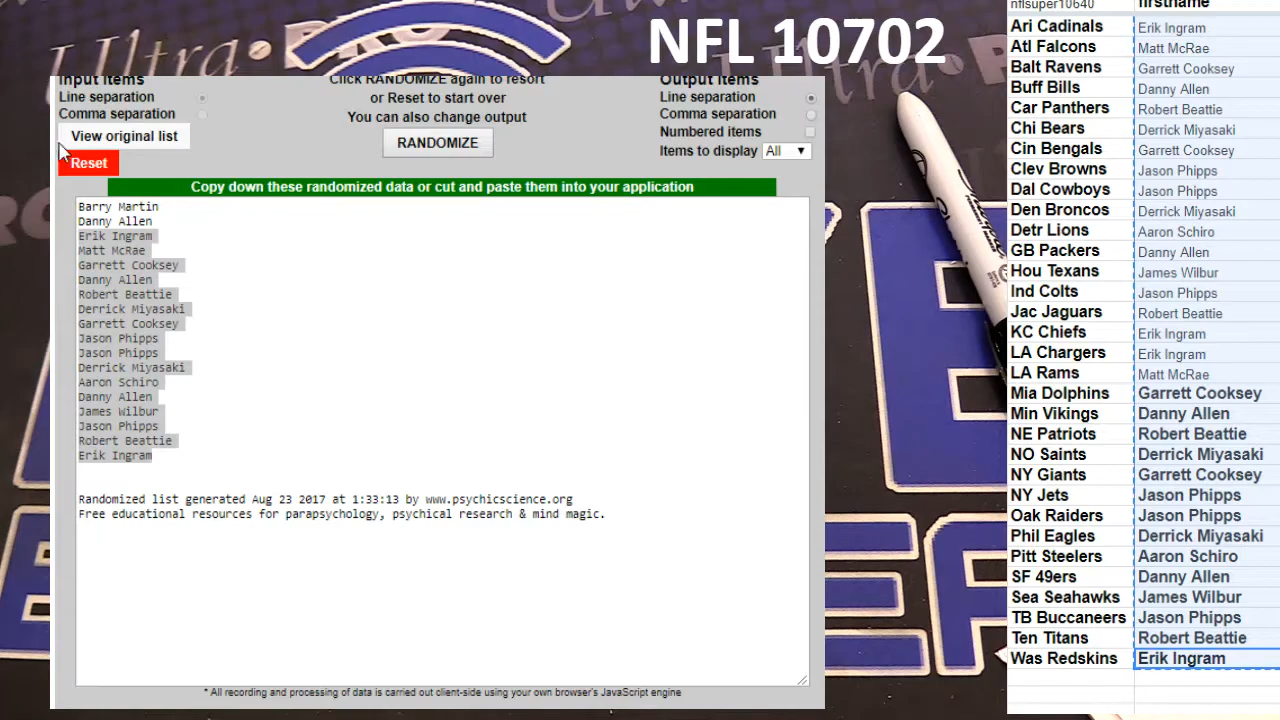 NFL 10702
Input Items
Line separation
Comma separation
View original list
Reset
Click RANDOMIZE again to resort
or Reset to start over
You can also change output
RANDOMIZE
Output Items
Line separation
Comma separation
Numbered items
Items to display All
Copy down these randomized data or cut and paste them into your application
Barry Martin
Danny Allen
Erik Ingram
Matt McRae
Garrett Cooksey
Danny Allen
Robert Beattie
Derrick Miyasaki
Garrett Cooksey
Jason Phipps
Jason Phipps
Derrick Miyasaki
Aaron Schiro
Danny Allen
James Wilbur
Jason Phipps
Robert Beattie
Erik Ingram
Randomized list generated Aug 23 2017 at 1:33:13 by www.psychicscience.org
Free educational resources for parapsychology, psychical research & mind magic.
* All recording and processing of data is carried out client-side using your own browser's JavaScript engine
nflsuper10640 firstname
Ari Cadinals Erik Ingram
Atl Falcons Matt McRae
Balt Ravens Garrett Cooksey
Buff Bills Danny Allen
Car Panthers Robert Beattie
Chi Bears Derrick Miyasaki
Cin Bengals Garrett Cooksey
Clev Browns Jason Phipps
Dal Cowboys Jason Phipps
Den Broncos Derrick Miyasaki
Detr Lions Aaron Schiro
GB Packers Danny Allen
Hou Texans James Wilbur
Ind Colts Jason Phipps
Jac Jaguars Robert Beattie
KC Chiefs Erik Ingram
LA Chargers Erik Ingram
LA Rams Matt McRae
Mia Dolphins Garrett Cooksey
Min Vikings Danny Allen
NE Patriots Robert Beattie
NO Saints Derrick Miyasaki
NY Giants Garrett Cooksey
NY Jets Jason Phipps
Oak Raiders Jason Phipps
Phil Eagles Derrick Miyasaki
Pitt Steelers Aaron Schiro
SF 49ers Danny Allen
Sea Seahawks James Wilbur
TB Buccaneers Jason Phipps
Ten Titans Robert Beattie
Was Redskins Erik Ingram